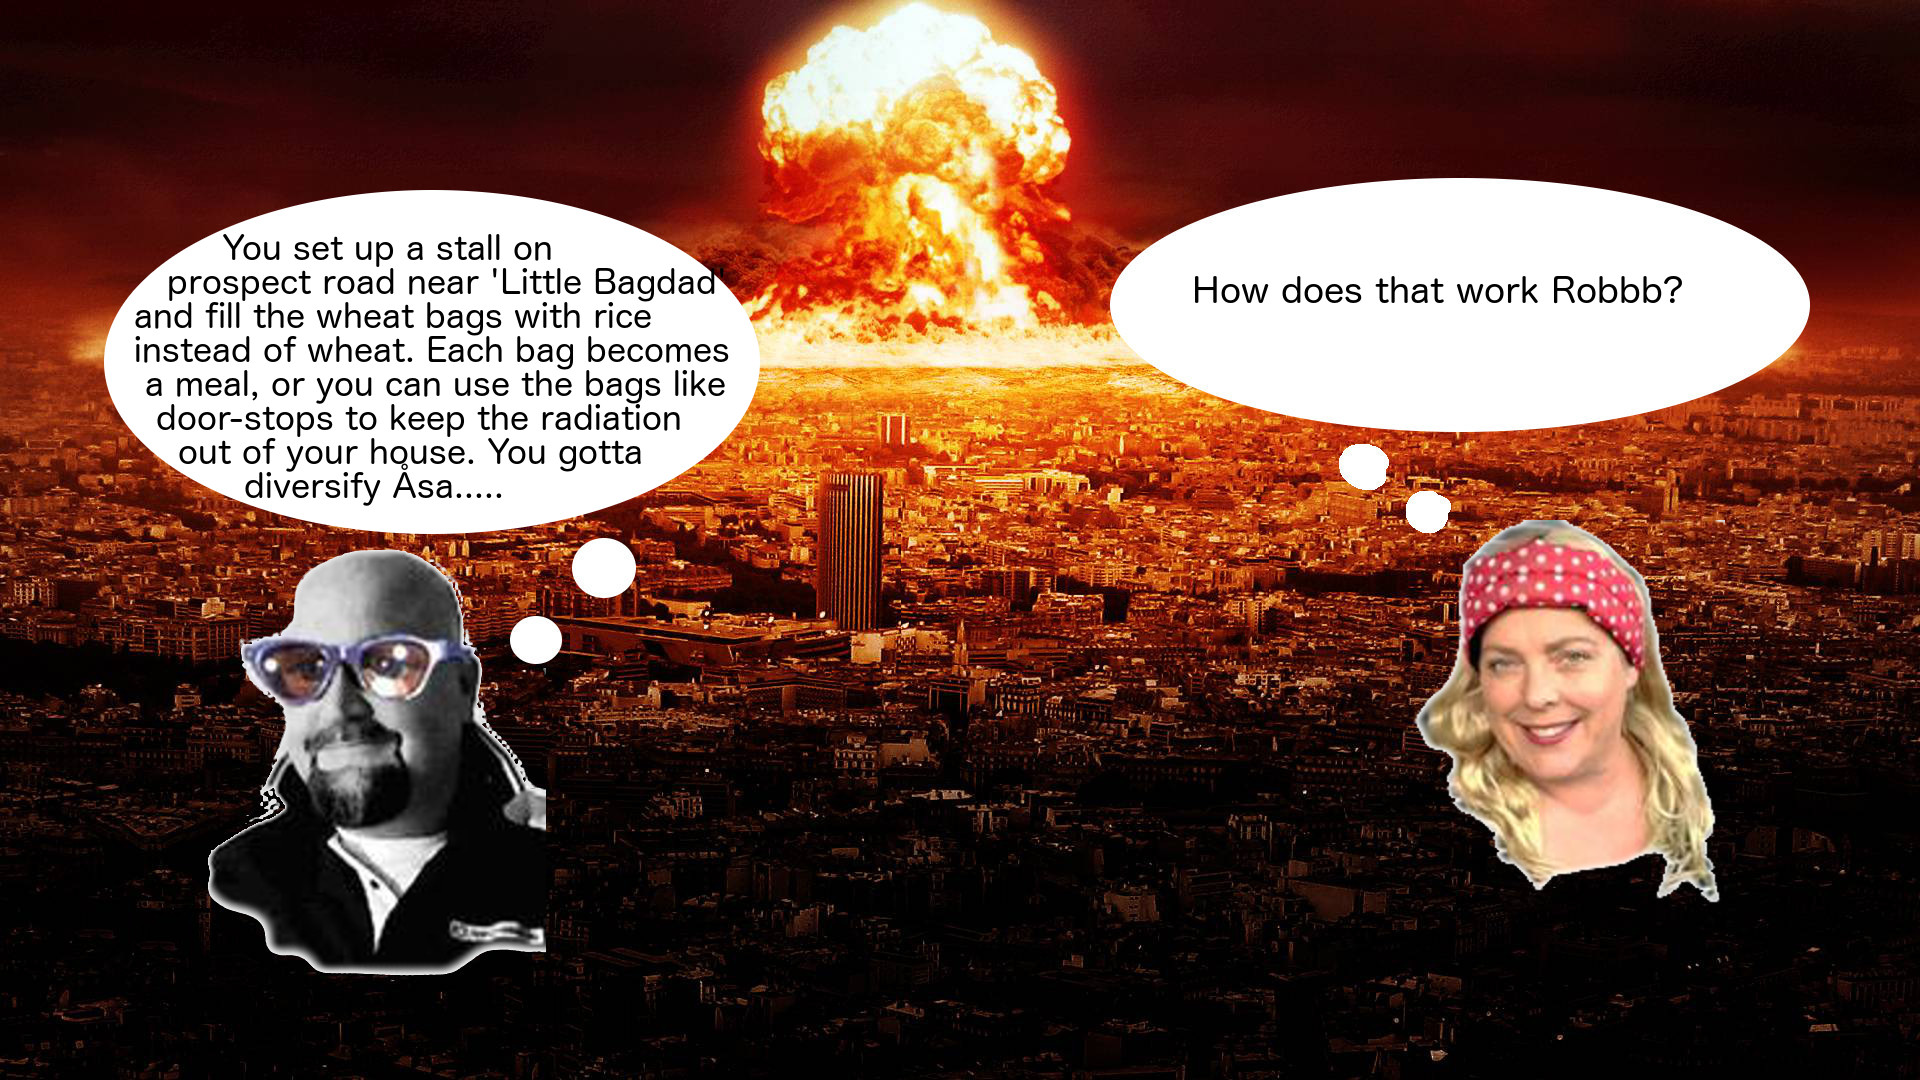 You set up a stall on
prospect road near 'Little Bagdad'
and fill the wheat bags with rice
instead of wheat. Each bag becomes
a meal, or you can use the bags like
door-stops to keep the radiation
out of your house. You gotta
diversify Åsa.....
How does that work Robbb?